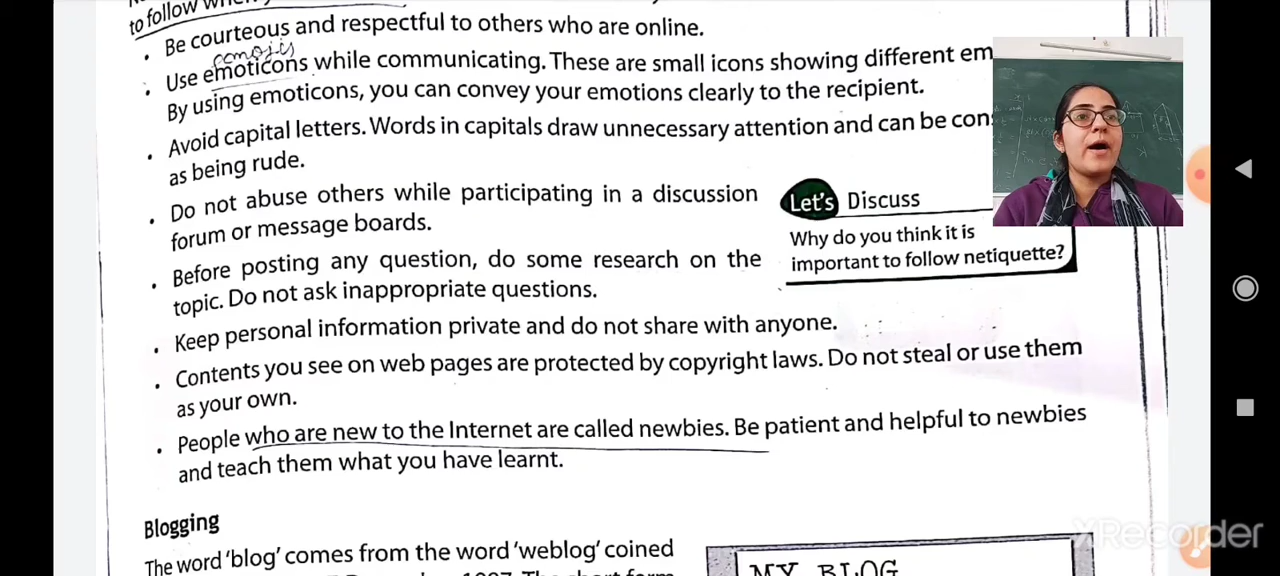 to follow when
• Be courteous and respectful to others who are online.
emojis
• Use emoticons while communicating. These are small icons showing different em
By using emoticons, you can convey your emotions clearly to the recipient.
• Avoid capital letters. Words in capitals draw unnecessary attention and can be con
as being rude.
• Do not abuse others while participating in a discussion
forum or message boards.
• Before posting any question, do some research on the
topic. Do not ask inappropriate questions.
Let's Discuss
Why do you think it is
important to follow netiquette?
• Keep personal information private and do not share with anyone.
• Contents you see on web pages are protected by copyright laws. Do not steal or use them
as your own.
• People who are new to the Internet are called newbies. Be patient and helpful to newbies
and teach them what you have learnt.
Blogging
The word 'blog' comes from the word 'weblog' coined
MY BLOG
XRecorder